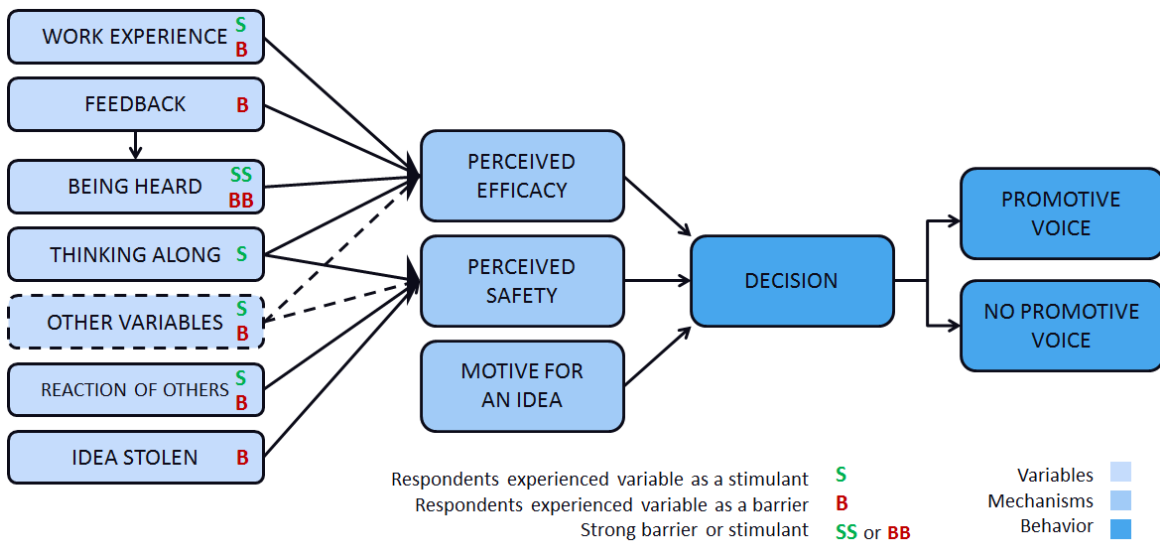 WORK EXPERIENCE
S
B
FEEDBACK
B
BEING HEARD
SS
BB
THINKING ALONG
S
OTHER VARIABLES
S
B
REACTION OF OTHERS
S
B
IDEA STOLEN
B
PERCEIVED
EFFICACY
PERCEIVED
SAFETY
MOTIVE FOR
AN IDEA
DECISION
PROMOTIVE
VOICE
NO PROMOTIVE
VOICE
Respondents experienced variable as a stimulant S
Respondents experienced variable as a barrier B
Strong barrier or stimulant SS or BB
Variables
Mechanisms
Behavior